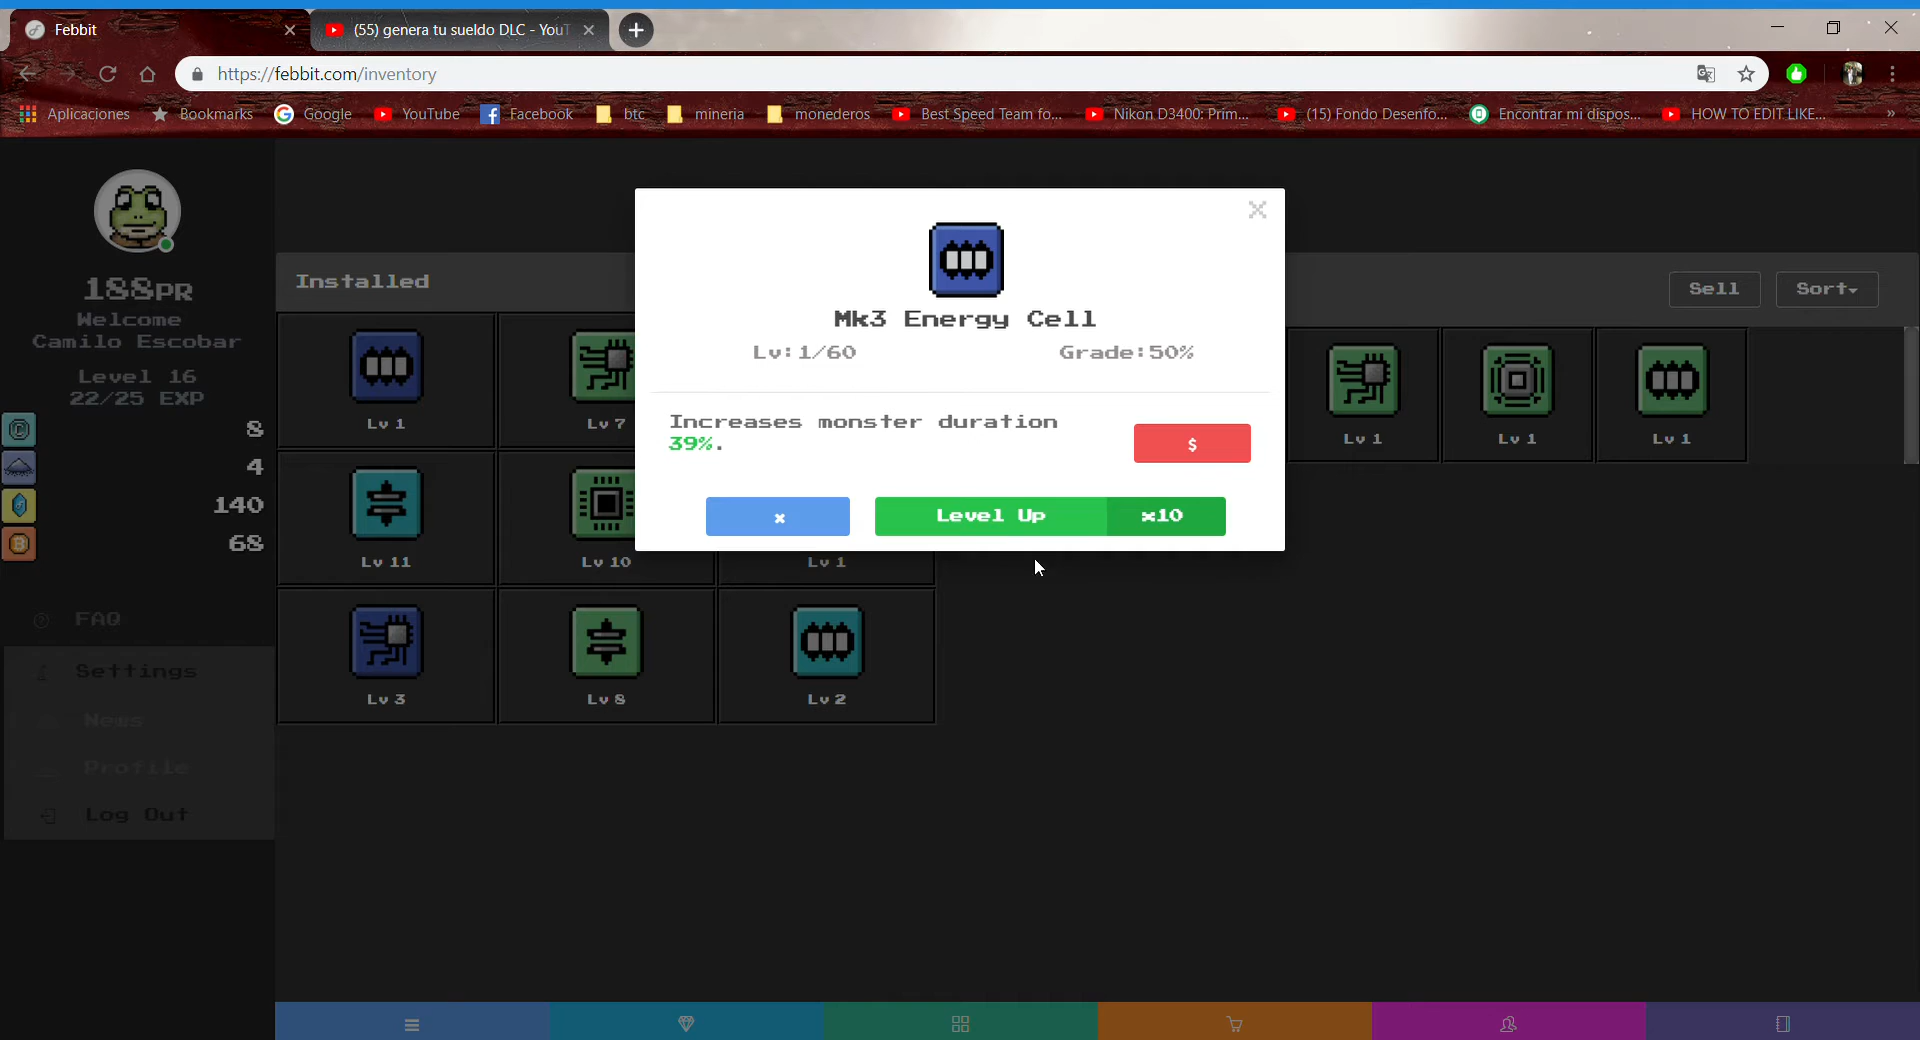 Febbit
(55) genera tu sueldo DLC - YouT
https://febbit.com/inventory
Aplicaciones
Bookmarks
Google
YouTube
Facebook
btc
mineria
monederos
Best Speed Team fo...
Nikon D3400: Prim...
(15) Fondo Desenfo...
Encontrar mi dispos...
HOW TO EDIT LIKE...
»
188PR
Welcome
Camilo Escobar
Level 16
22/25 EXP
8
4
140
68
FAQ
Settings
News
Profile
Log Out
Installed
Sell
Sort
Lv 1
Lv 7
Lv 11
Lv 10
Lv 1
Lv 3
Lv 8
Lv 2
Lv 1
Lv 1
Lv 1
Mk3 Energy Cell
Lv:1/60
Grade:50%
Increases monster duration
39%.
$
Level Up
x10